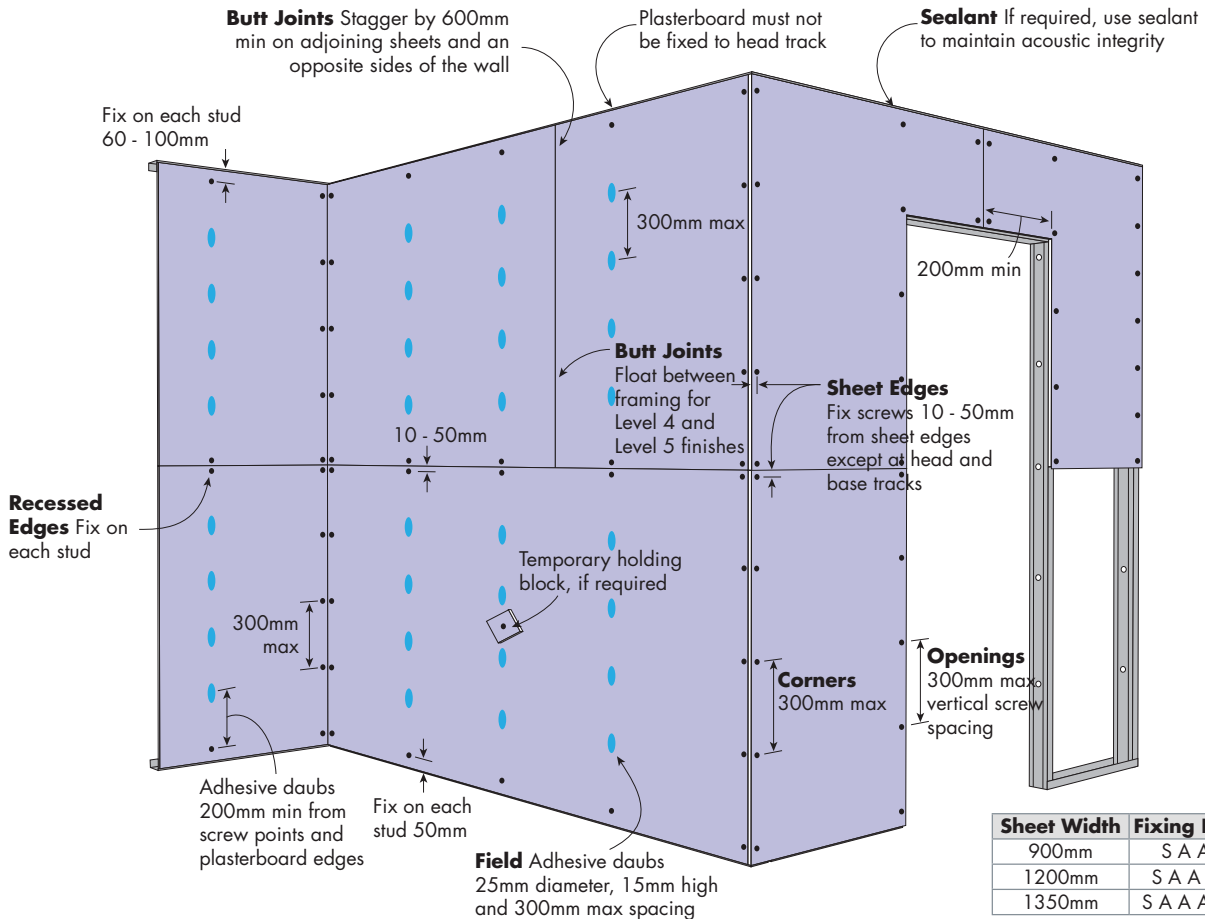 Butt Joints Stagger by 600mm
min on adjoining sheets and an
opposite sides of the wall
Plasterboard must not
be fixed to head track
Sealant If required, use sealant
to maintain acoustic integrity
Fix on each stud
60 - 100mm
300mm max
200mm min
Butt Joints
Float between
framing for
Level 4 and
Level 5 finishes
Sheet Edges
Fix screws 10 - 50mm
from sheet edges
except at head and
base tracks
10 - 50mm
Recessed
Edges Fix on
each stud
Temporary holding
block, if required
300mm
max
Corners
300mm max
Openings
300mm max
vertical screw
spacing
Adhesive daubs
200mm min from
screw points and
plasterboard edges
Fix on each
stud 50mm
Field Adhesive daubs
25mm diameter, 15mm high
and 300mm max spacing
Sheet Width Fixing
900mm S A A
1200mm S A A
1350mm S A A